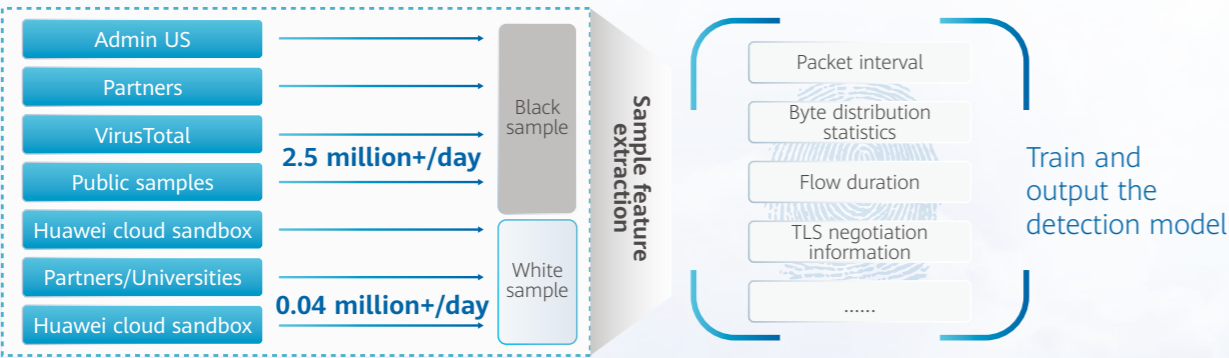 Admin US
Partners
VirusTotal
2.5 million+/day
Public samples
Huawei cloud sandbox
Partners/Universities
0.04 million+/day
Huawei cloud sandbox
Black
sample
White
sample
Sample feature
extraction
Packet interval
Byte distribution
statistics
Flow duration
TLS negotiation
information
......
Train and
output the
detection model